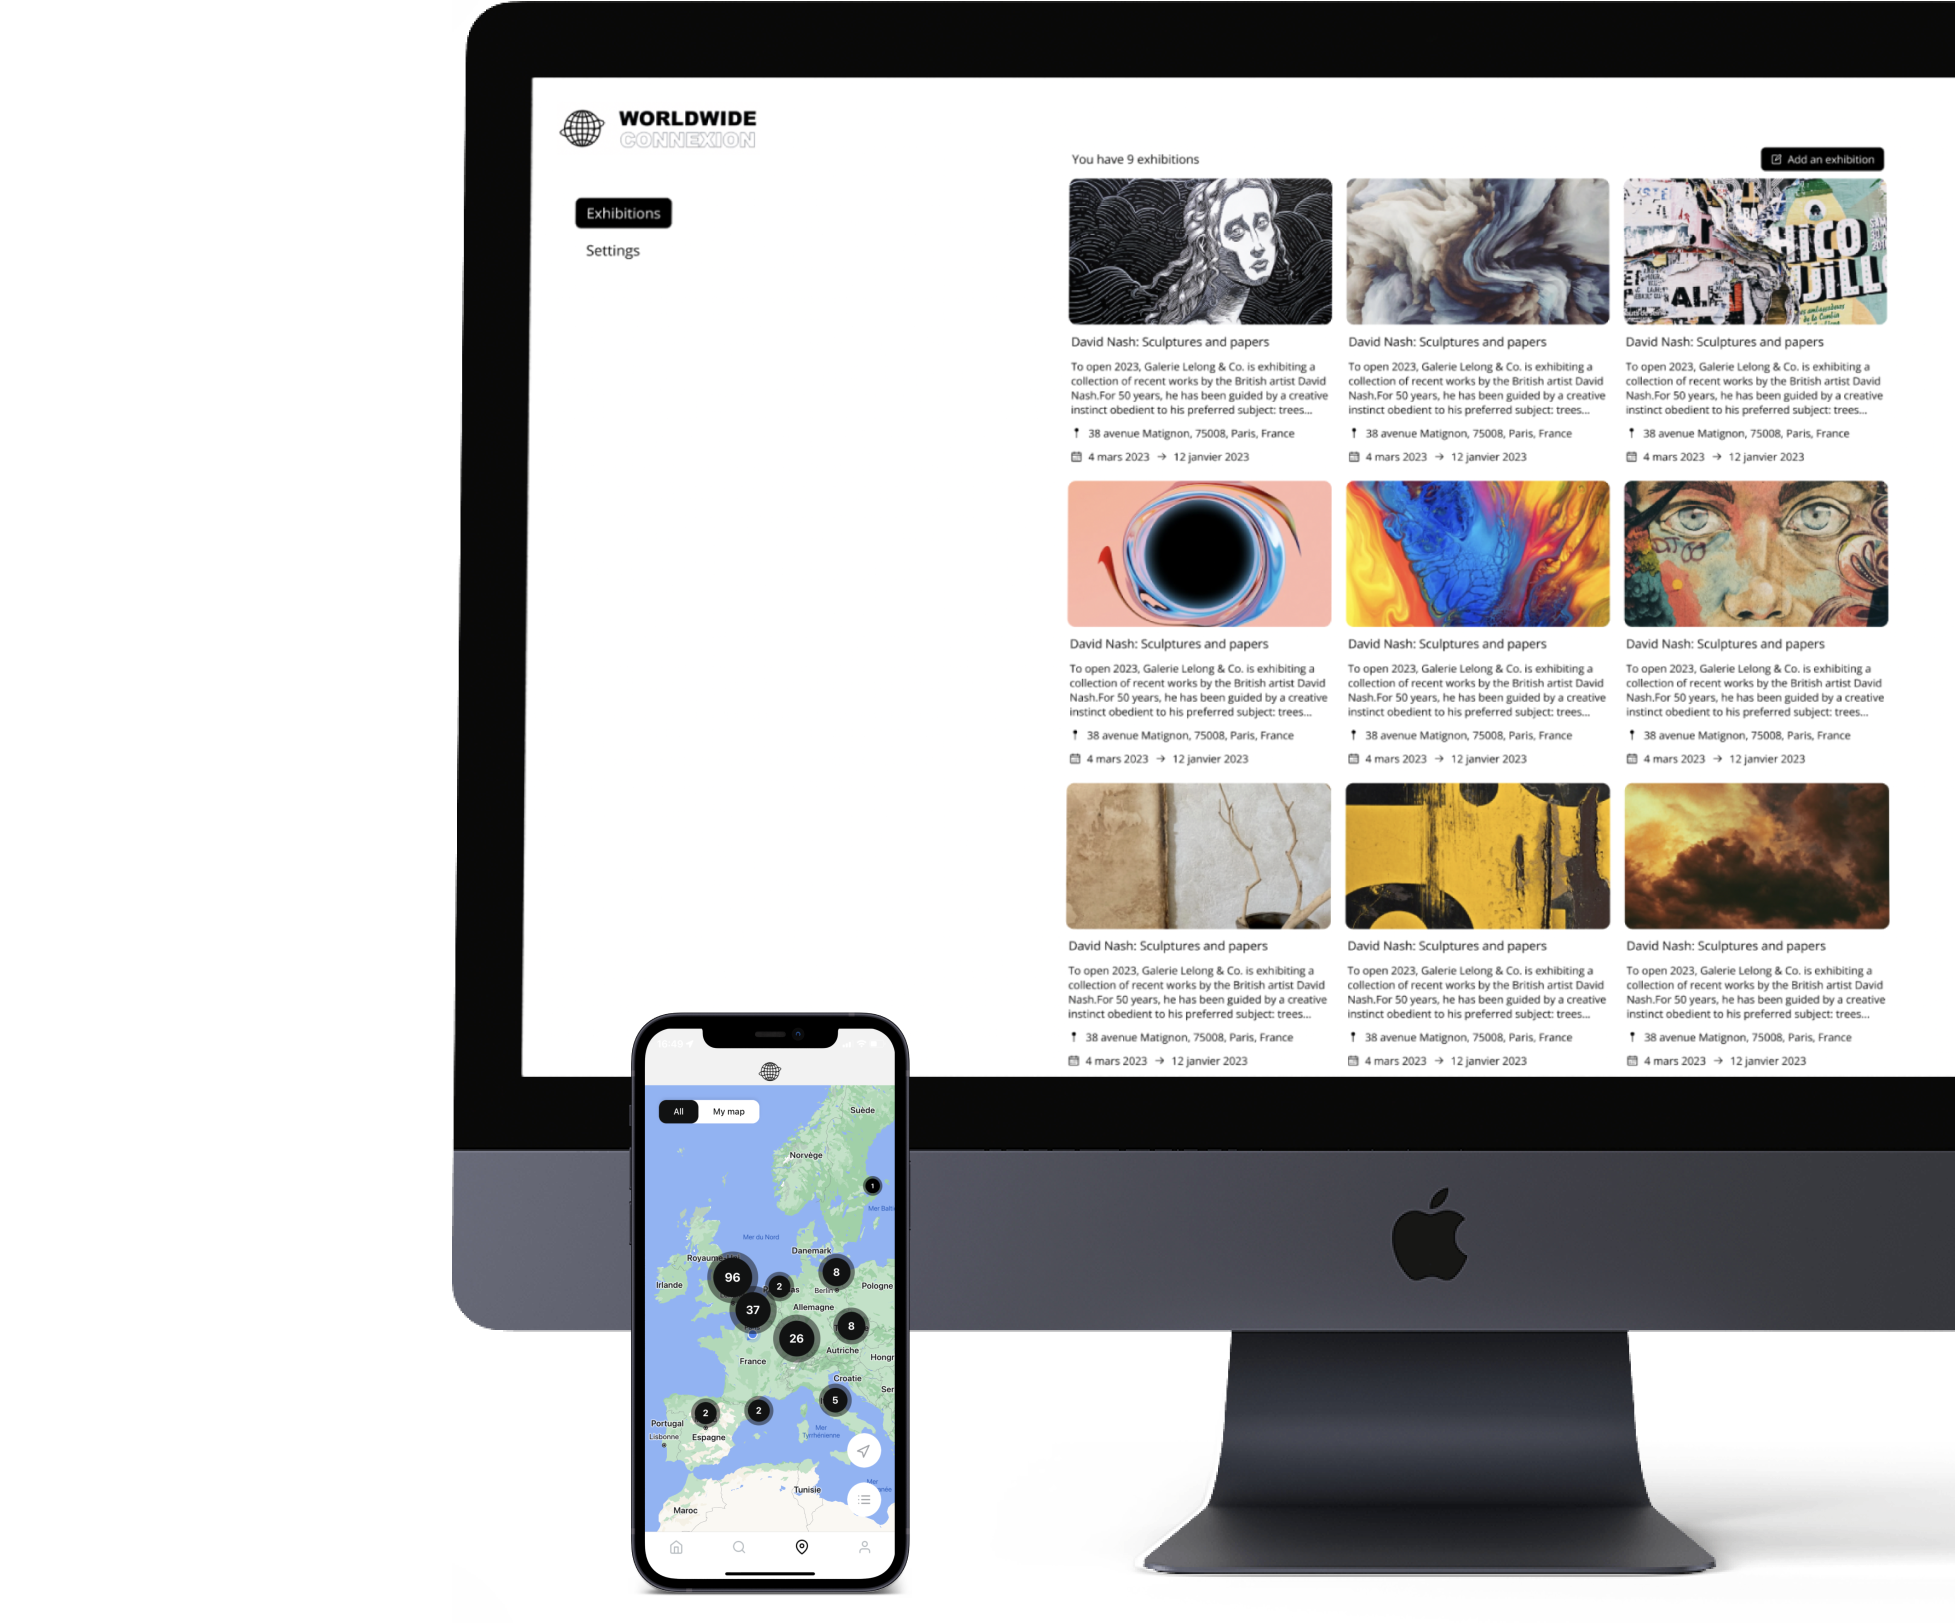 WORLDWIDE
CONNEXION
Exhibitions
Settings
You have 9 exhibitions
Add an exhibition
HICO
ALE
David Nash: Sculptures and papers
To open 2023, Galerie Lelong & Co. is exhibiting a
collection of recent works by the British artist David
Nash.For 50 years, he has been guided by a creative
instinct obedient to his preferred subject: trees...
38 avenue Matignon, 75008, Paris, France
4 mars 2023 → 12 janvier 2023
David Nash: Sculptures and papers
To open 2023, Galerie Lelong & Co. is exhibiting a
collection of recent works by the British artist David
Nash.For 50 years, he has been guided by a creative
instinct obedient to his preferred subject: trees...
38 avenue Matignon, 75008, Paris, France
4 mars 2023 → 12 janvier 2023
David Nash: Sculptures and papers
To open 2023, Galerie Lelong & Co. is exhibiting a
collection of recent works by the British artist David
Nash.For 50 years, he has been guided by a creative
instinct obedient to his preferred subject: trees...
38 avenue Matignon, 75008, Paris, France
4 mars 2023 → 12 janvier 2023
David Nash: Sculptures and papers
To open 2023, Galerie Lelong & Co. is exhibiting a
collection of recent works by the British artist David
Nash.For 50 years, he has been guided by a creative
instinct obedient to his preferred subject: trees...
38 avenue Matignon, 75008, Paris, France
4 mars 2023 → 12 janvier 2023
David Nash: Sculptures and papers
To open 2023, Galerie Lelong & Co. is exhibiting a
collection of recent works by the British artist David
Nash.For 50 years, he has been guided by a creative
instinct obedient to his preferred subject: trees...
38 avenue Matignon, 75008, Paris, France
4 mars 2023 → 12 janvier 2023
David Nash: Sculptures and papers
To open 2023, Galerie Lelong & Co. is exhibiting a
collection of recent works by the British artist David
Nash.For 50 years, he has been guided by a creative
instinct obedient to his preferred subject: trees...
38 avenue Matignon, 75008, Paris, France
4 mars 2023 → 12 janvier 2023
David Nash: Sculptures and papers
To open 2023, Galerie Lelong & Co. is exhibiting a
collection of recent works by the British artist David
Nash.For 50 years, he has been guided by a creative
instinct obedient to his preferred subject: trees...
38 avenue Matignon, 75008, Paris, France
4 mars 2023 → 12 janvier 2023
David Nash: Sculptures and papers
To open 2023, Galerie Lelong & Co. is exhibiting a
collection of recent works by the British artist David
Nash.For 50 years, he has been guided by a creative
instinct obedient to his preferred subject: trees...
38 avenue Matignon, 75008, Paris, France
4 mars 2023 → 12 janvier 2023
David Nash: Sculptures and papers
To open 2023, Galerie Lelong & Co. is exhibiting a
collection of recent works by the British artist David
Nash.For 50 years, he has been guided by a creative
instinct obedient to his preferred subject: trees...
38 avenue Matignon, 75008, Paris, France
4 mars 2023 → 12 janvier 2023
All
My map
Suède
Norvège
1
Mer Balti
Mer du Nord
Danemark
Royaume
96
2
8
Irlande
Pologne
Berlin
37
Allemagne
26
8
Autriche
France
Hongr
Croatie
Ser
2
2
5
Portugal
Lisbonne
Espagne
Mer
Tyrrhénienne
Mer
Tunisie
Maroc